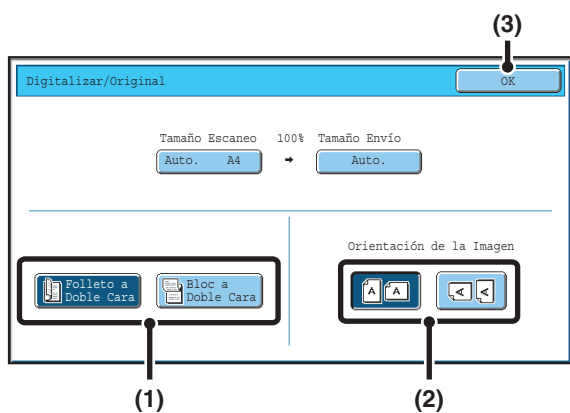 (3)
Digitalizar/Original
OK
Tamaño Escaneo 100% Tamaño Envío
Auto. A4 → Auto.
Orientación de la Imagen
Folleto a
Doble Cara
Bloc a
Doble Cara
A A A A
(1) (2)